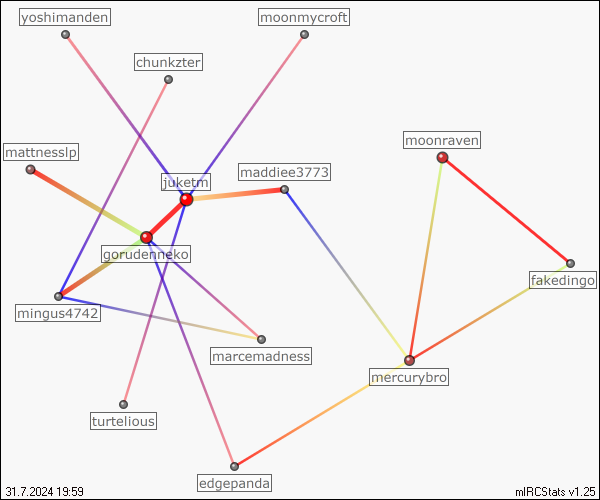 yoshimanden
moonmycroft
chunkzter
moonraven
mattnesslp
maddiee3773
juketm
gorudenneko
fakedingo
mingus4742
marcemadness
mercurybro
turtelious
edgepanda
31.7.2024 19:59
mIRCStats v1.25